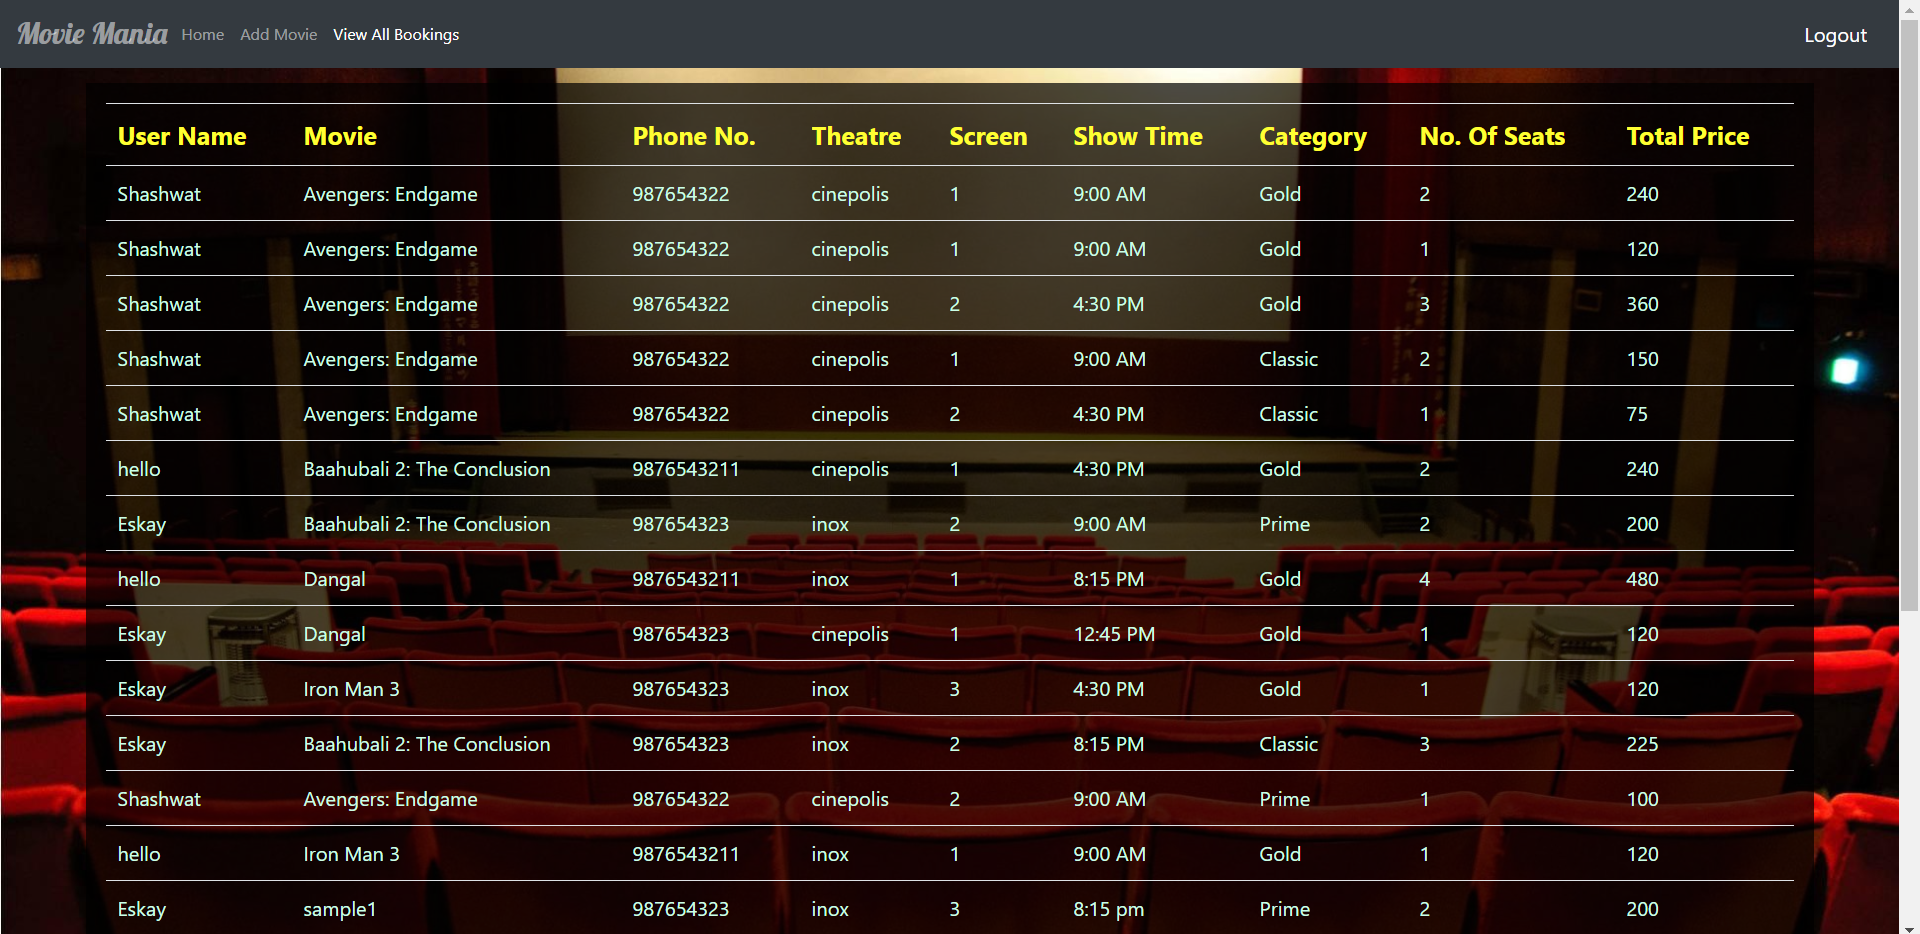 Movie Mania Home Add Movie View All Bookings Logout
User Name Movie Phone No. Theatre Screen Show Time Category No. Of Seats Total Price
Shashwat Avengers: Endgame 987654322 cinepolis 1 9:00 AM Gold 2 240
Shashwat Avengers: Endgame 987654322 cinepolis 1 9:00 AM Gold 1 120
Shashwat Avengers: Endgame 987654322 cinepolis 2 4:30 PM Gold 3 360
Shashwat Avengers: Endgame 987654322 cinepolis 1 9:00 AM Classic 2 150
Shashwat Avengers: Endgame 987654322 cinepolis 2 4:30 PM Classic 1 75
hello Baahubali 2: The Conclusion 9876543211 cinepolis 1 4:30 PM Gold 2 240
Eskay Baahubali 2: The Conclusion 987654323 inox 2 9:00 AM Prime 2 200
hello Dangal 9876543211 inox 1 8:15 PM Gold 4 480
Eskay Dangal 987654323 cinepolis 1 12:45 PM Gold 1 120
Eskay Iron Man 3 987654323 inox 3 4:30 PM Gold 1 120
Eskay Baahubali 2: The Conclusion 987654323 inox 2 8:15 PM Classic 3 225
Shashwat Avengers: Endgame 987654322 cinepolis 2 9:00 AM Prime 1 100
hello Iron Man 3 9876543211 inox 1 9:00 AM Gold 1 120
Eskay sample1 987654323 inox 3 8:15 pm Prime 2 200